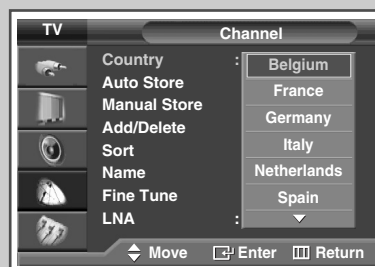 TV
Channel
Country :
Auto Store
Manual Store
Add/Delete
Sort
Name
Fine Tune
LNA :
Belgium
France
Germany
Italy
Netherlands
Spain
Move Enter Return